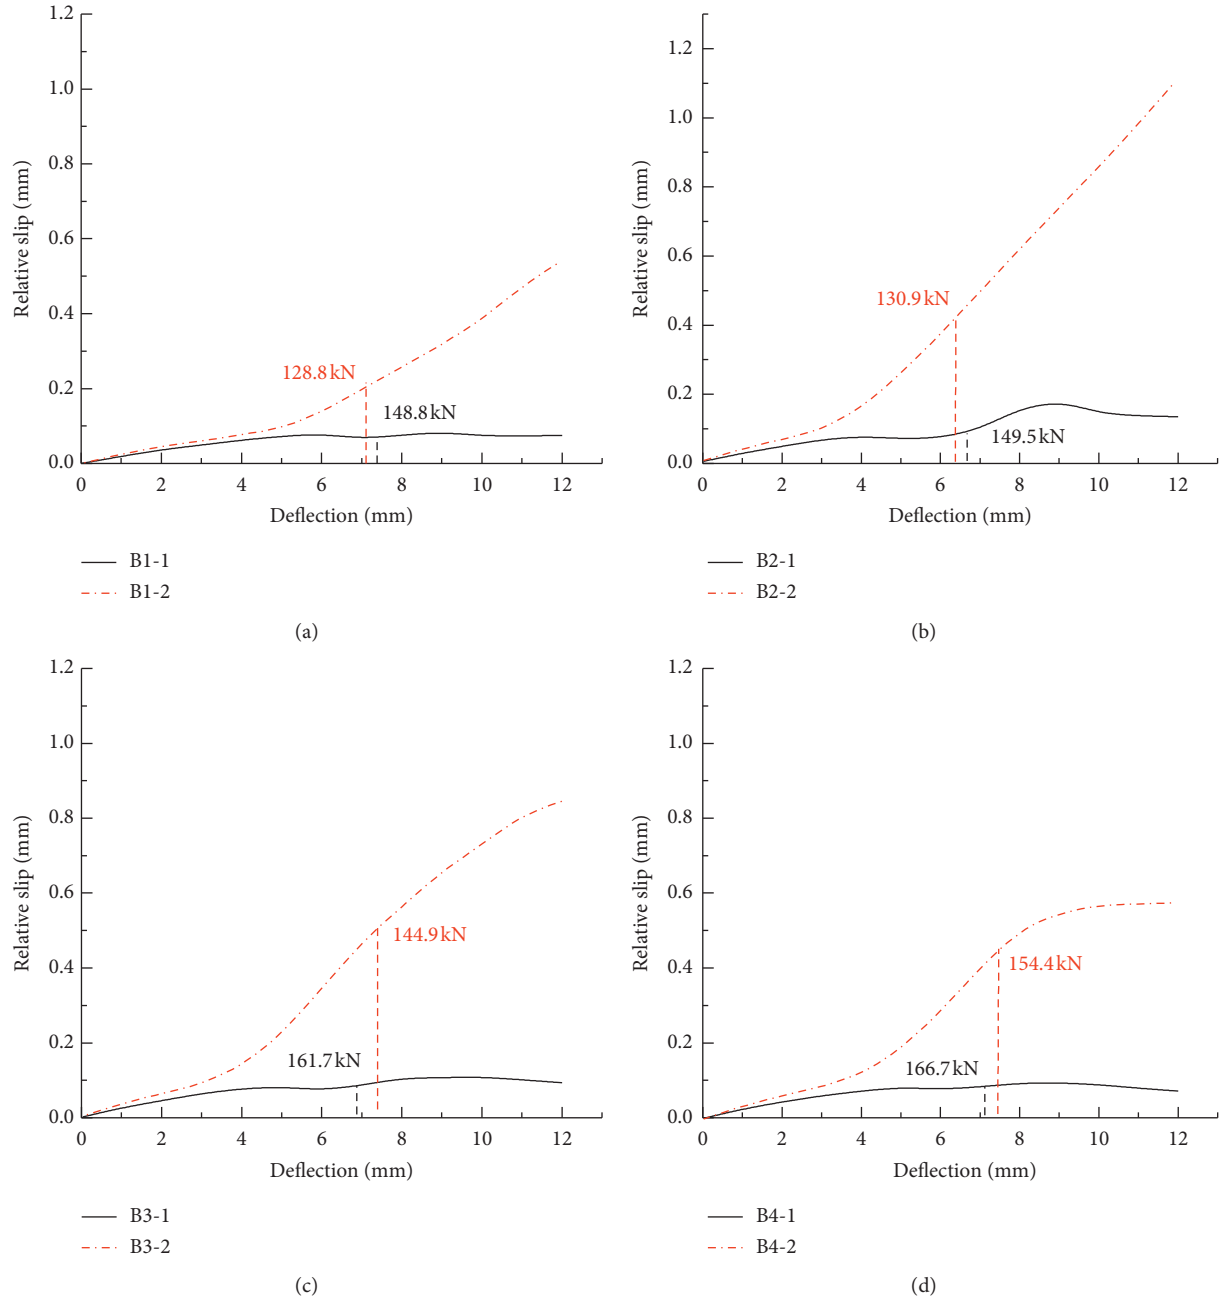 1.2
1.0
0.8
0.6
0.4
0.2
0.0
Relative slip (mm)
128.8 kN
148.8 kN
0 2 4 6 8 10 12
Deflection (mm)
B1-1
B1-2
(a)
1.2
1.0
0.8
0.6
0.4
0.2
0.0
Relative slip (mm)
130.9 kN
149.5 kN
0 2 4 6 8 10 12
Deflection (mm)
B2-1
B2-2
(b)
1.2
1.0
0.8
0.6
0.4
0.2
0.0
Relative slip (mm)
144.9 kN
161.7 kN
0 2 4 6 8 10 12
Deflection (mm)
B3-1
B3-2
(c)
1.2
1.0
0.8
0.6
0.4
0.2
0.0
Relative slip (mm)
154.4 kN
166.7 kN
0 2 4 6 8 10 12
Deflection (mm)
B4-1
B4-2
(d)